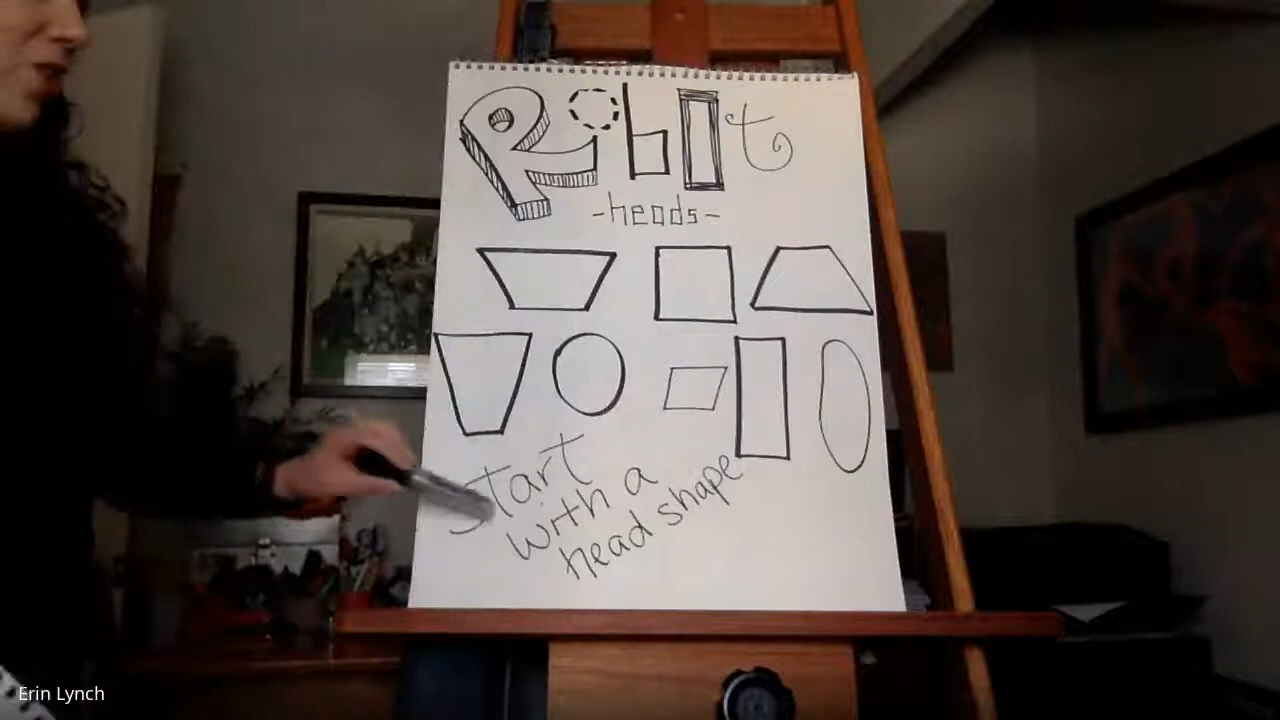 Robot
-heads-
Start
with a
head shape
Erin Lynch